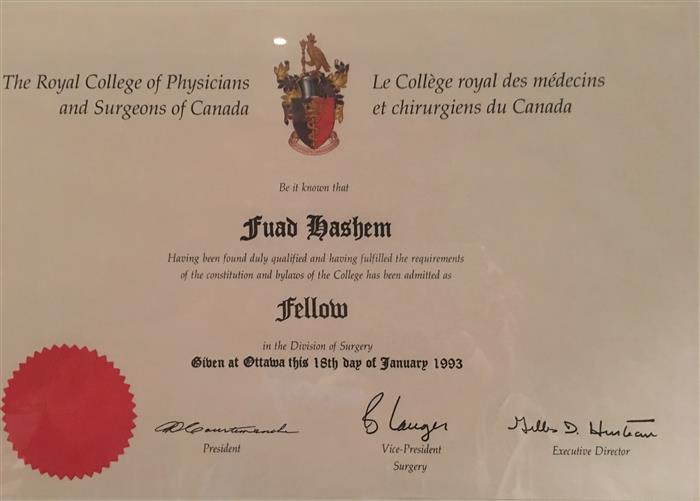 The Royal College of Physicians
and Surgeons of Canada
Le Collège royal des médecins
et chirurgiens du Canada
Be it known that
Fuad Hashem
Having been found duly qualified and having fulfilled the requirements
of the constitution and bylaws of the College has been admitted as
Fellow
in the Division of Surgery
Given at Ottawa this 18th day of January 1993
President
Vice-President
Surgery
Gilles D. Hurteau
Executive Director